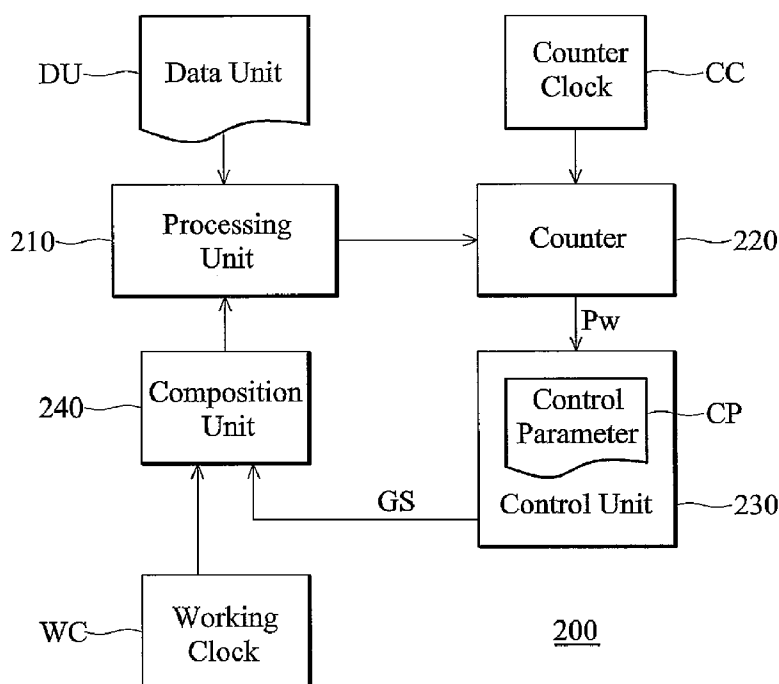 DU
Data Unit
Counter
Clock
CC
210
Processing
Unit
Counter
220
Pw
240
Composition
Unit
Control
Parameter
CP
GS
Control Unit
230
WC
Working
Clock
200